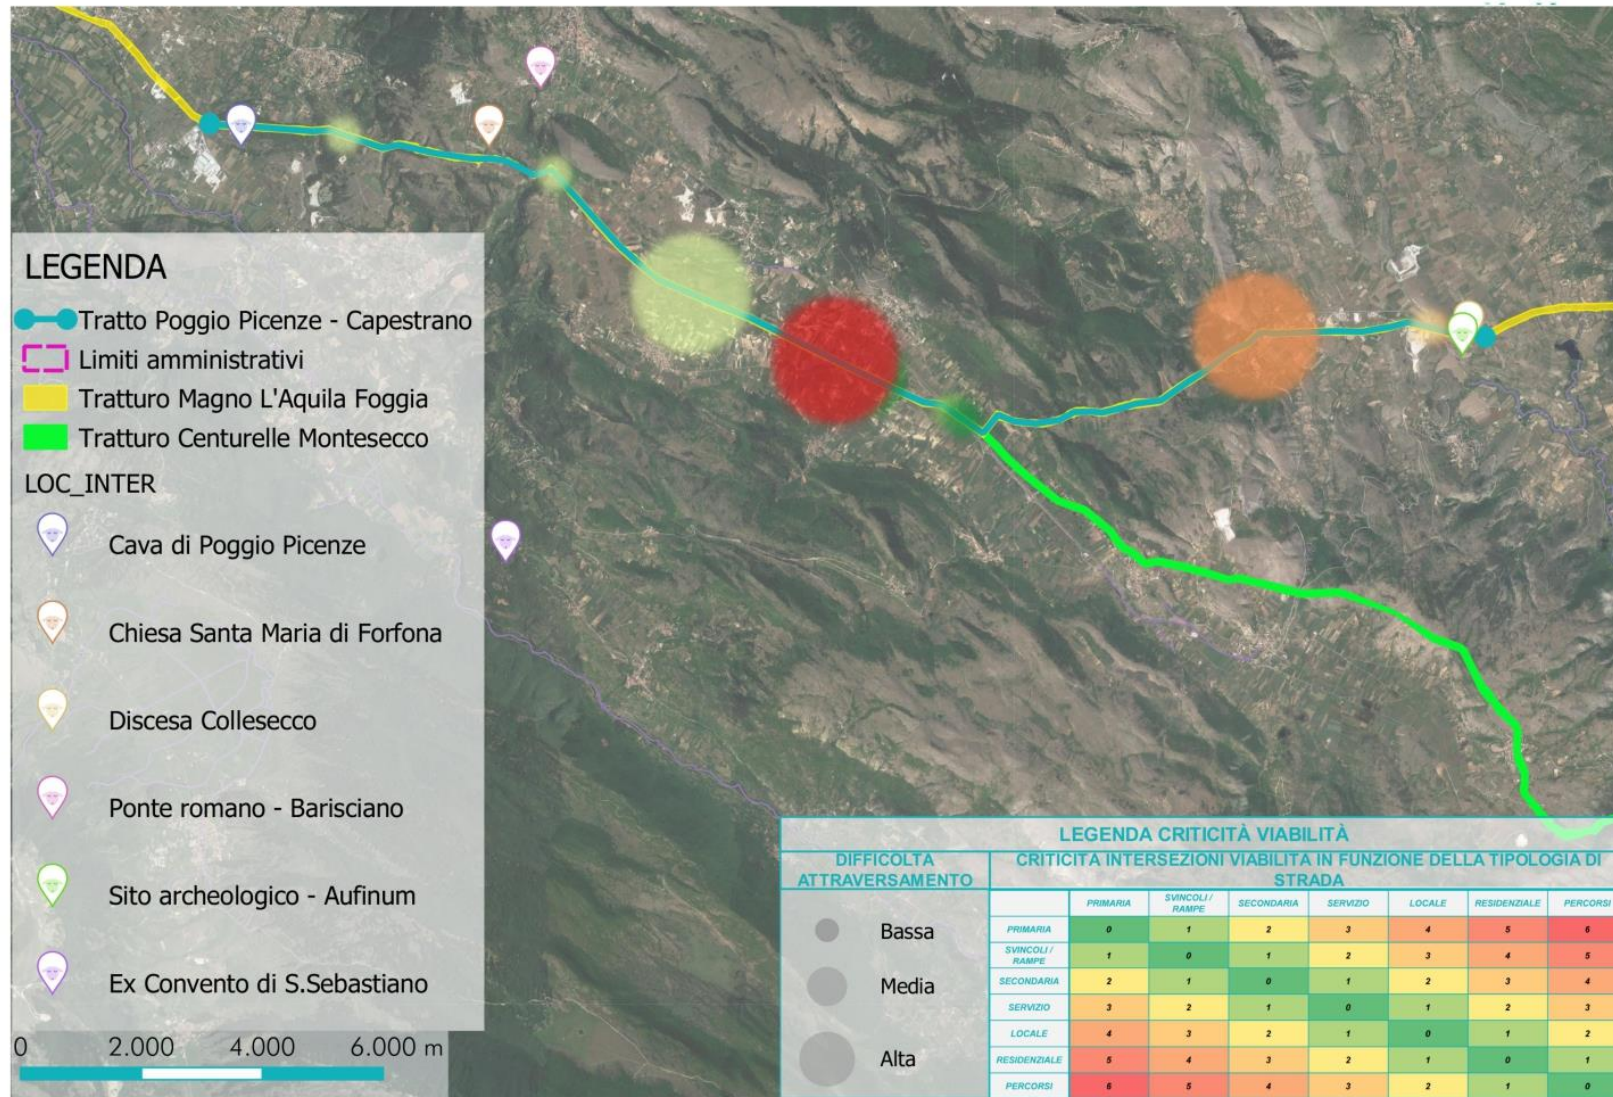 LEGENDA
Tratto Poggio Picenze - Capestrano
Limiti amministrativi
Tratturo Magno L'Aquila Foggia
Tratturo Centurelle Montesecco
LOC_INTER
Cava di Poggio Picenze
Chiesa Santa Maria di Forfona
Discesa Collesecco
Ponte romano - Barisciano
Sito archeologico - Aufinum
Ex Convento di S.Sebastiano
0 2.000 4.000 6.000 m
LEGENDA CRITICITÀ VIABILITÀ
DIFFICOLTA
ATTRAVERSAMENTO
Bassa
Media
Alta
CRITICITA INTERSEZIONI VIABILITA IN FUNZIONE DELLA TIPOLOGIA DI
STRADA
PRIMARIA SVINCOLI / RAMPE SECONDARIA SERVIZIO LOCALE RESIDENZIALE PERCORSI
PRIMARIA 0 1 2 3 4 5 6
SVINCOLI / RAMPE 1 0 1 2 3 4 5
SECONDARIA 2 1 0 1 2 3 4
SERVIZIO 3 2 1 0 1 2 3
LOCALE 4 3 2 1 0 1 2
RESIDENZIALE 5 4 3 2 1 0 1
PERCORSI 6 5 4 3 2 1 0